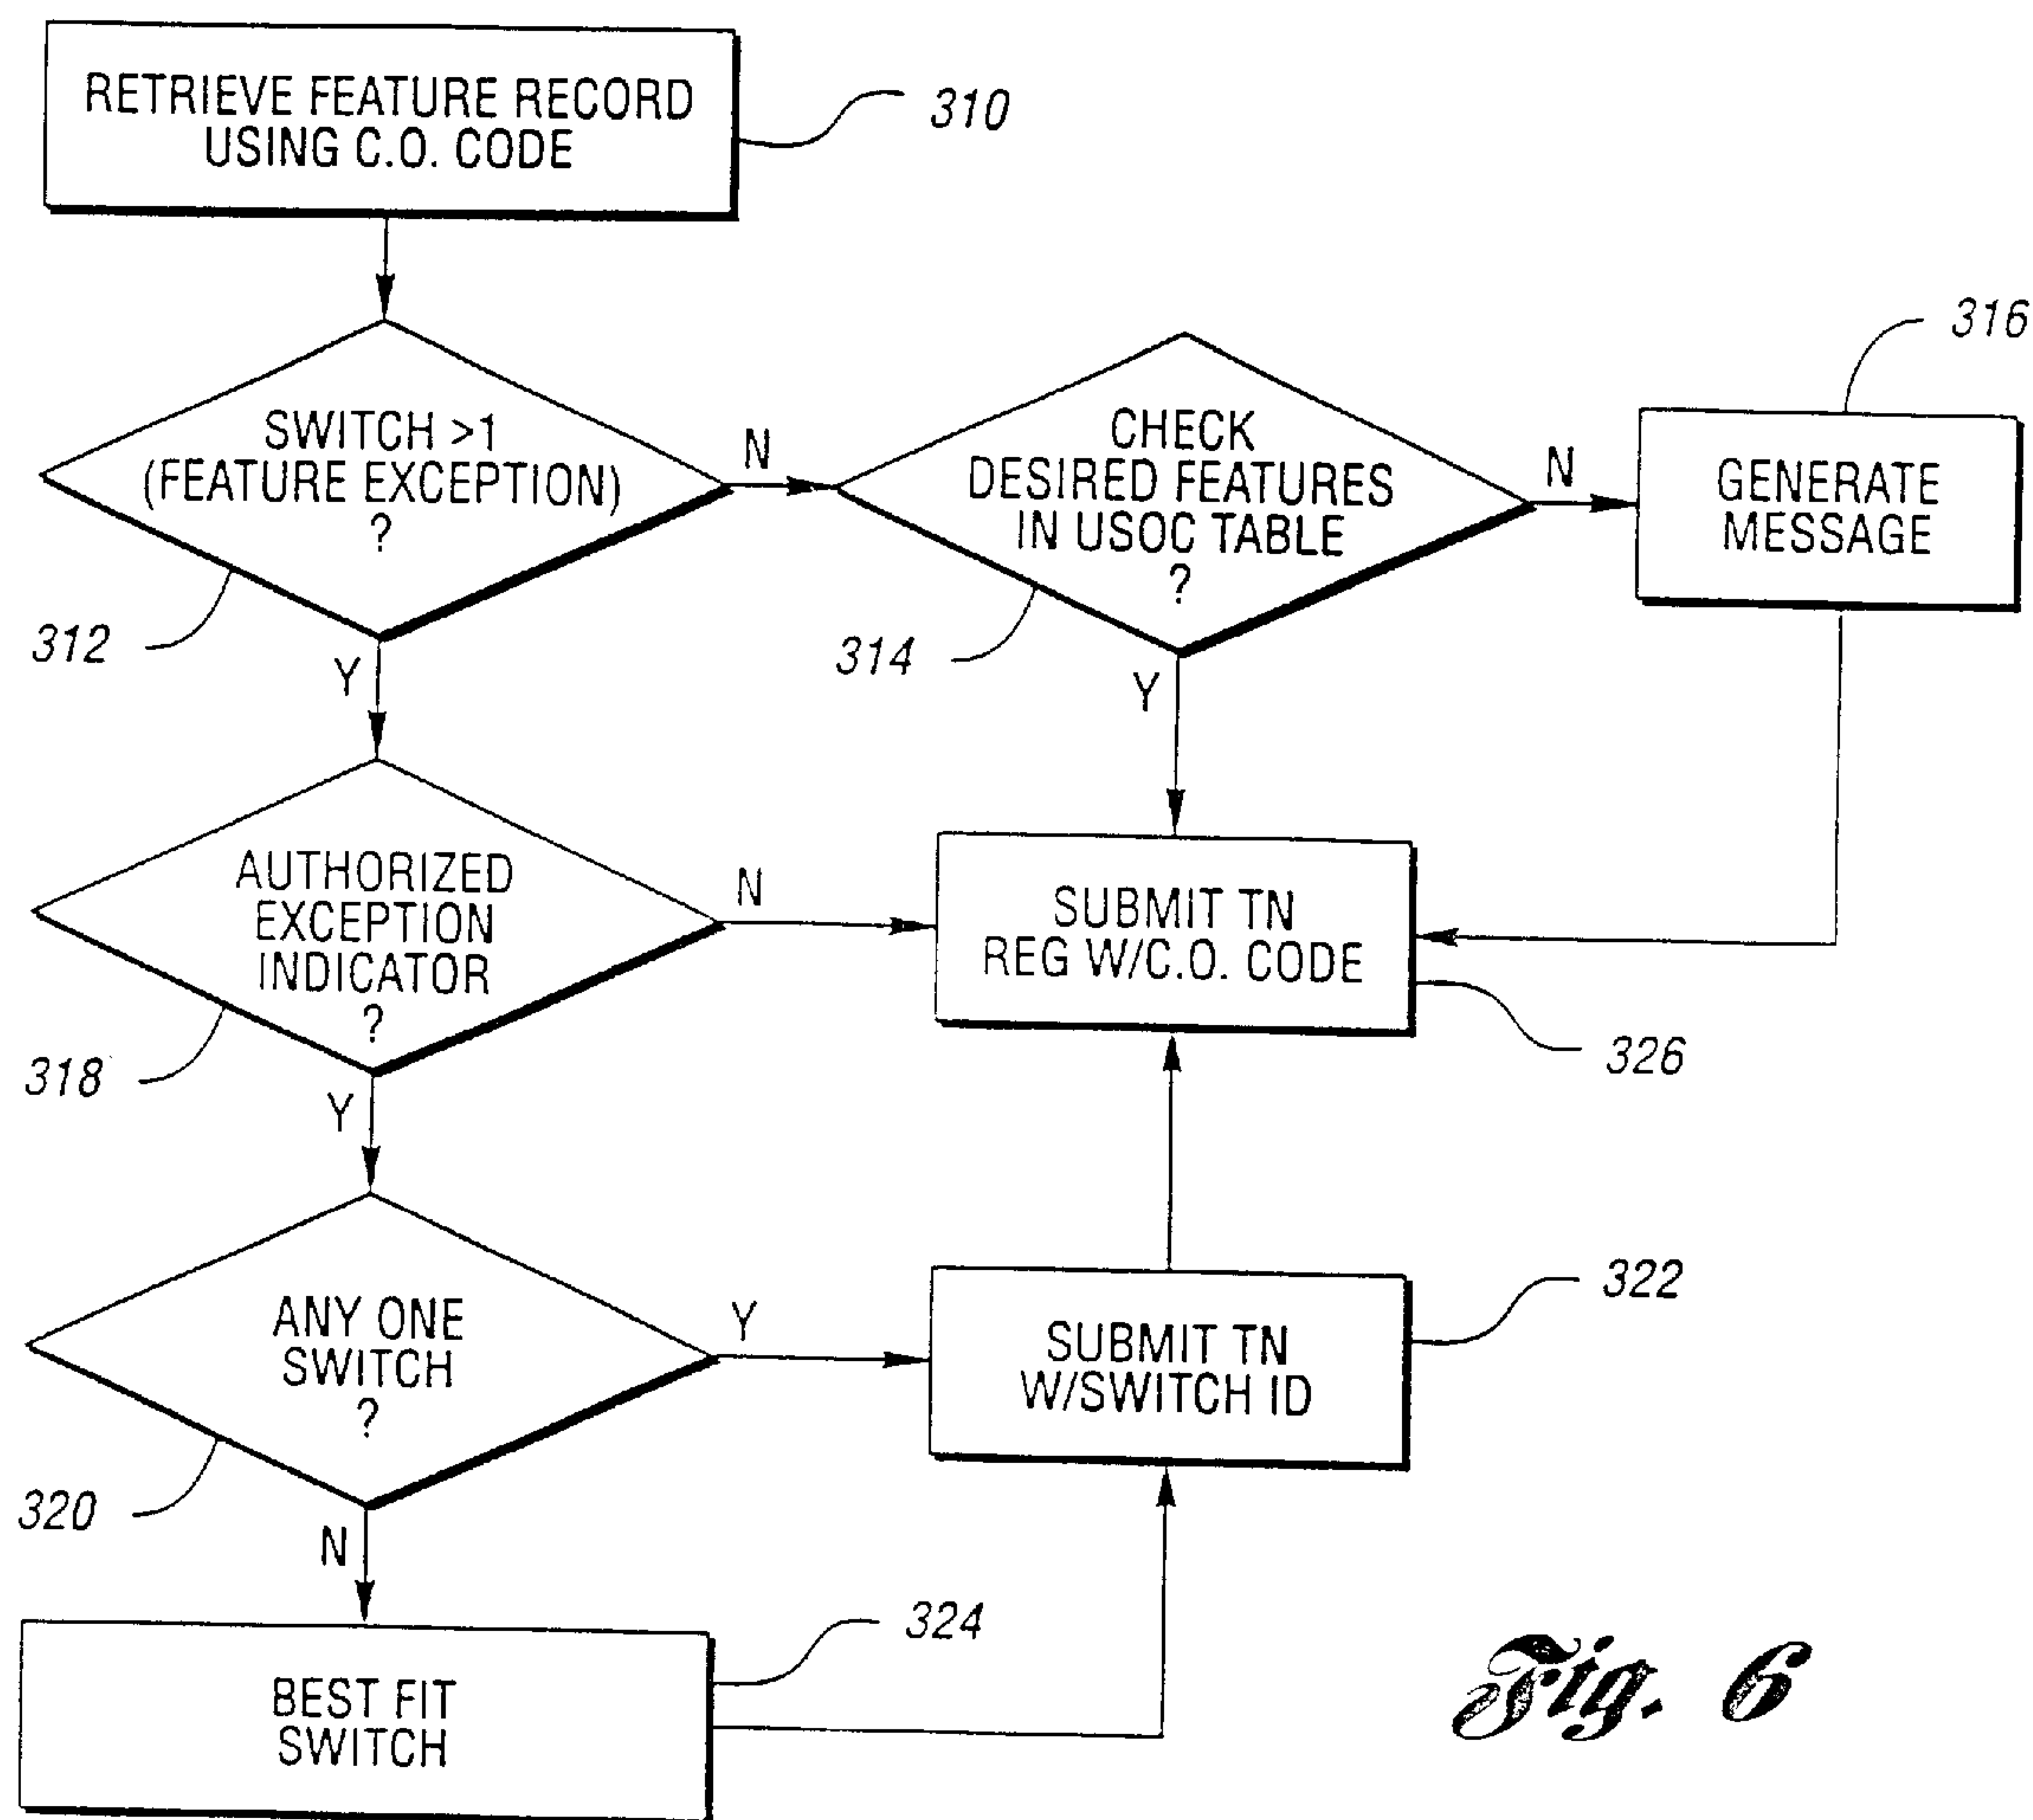 RETRIEVE FEATURE RECORD
USING C.O. CODE
310
SWITCH >1
(FEATURE EXCEPTION)
?
312
N
Y
CHECK
DESIRED FEATURES
IN USOC TABLE
?
314
N
Y
GENERATE
MESSAGE
316
AUTHORIZED
EXCEPTION
INDICATOR
?
318
N
Y
SUBMIT TN
REG W/C.O. CODE
326
ANY ONE
SWITCH
?
320
Y
N
SUBMIT TN
W/SWITCH ID
322
BEST FIT
SWITCH
324
Fig. 6